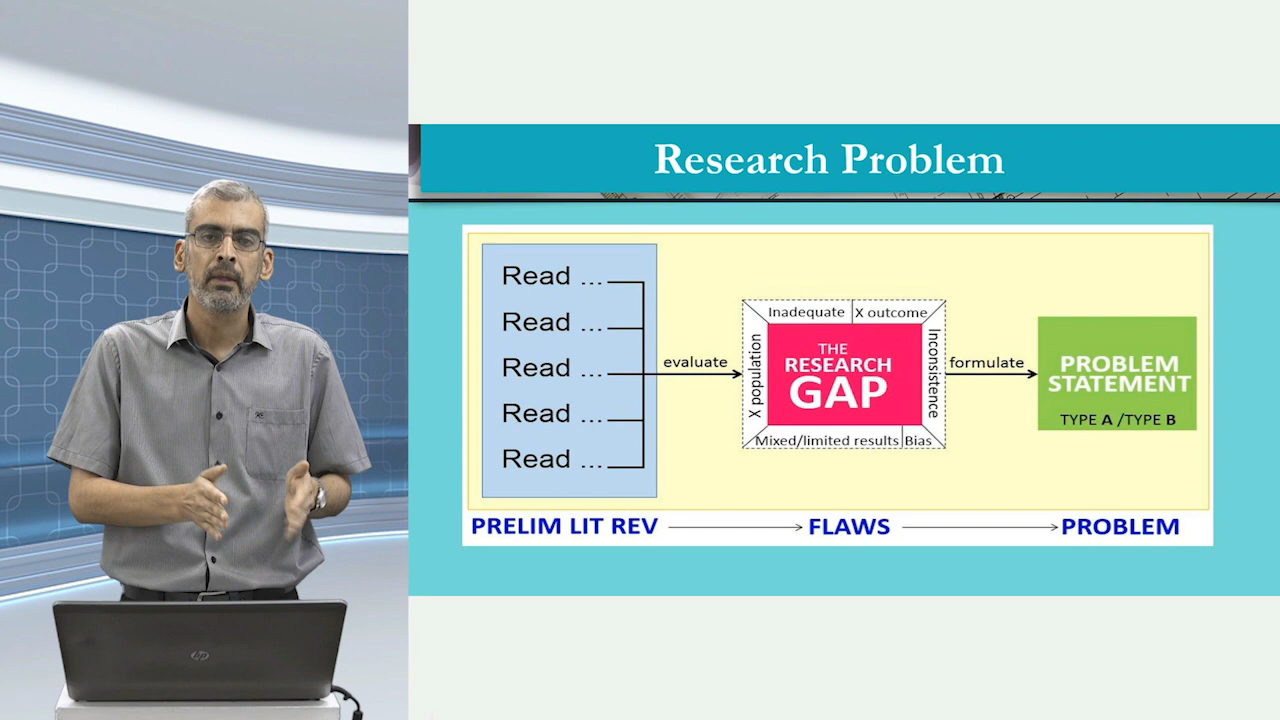 Research Problem
Read ...
Read ...
Read ...
Read ...
Read ...
evaluate
Inadequate
X outcome
X population
THE
RESEARCH
GAP
Inconsistence
Mixed/limited results
Bias
formulate
PROBLEM
STATEMENT
TYPE A /TYPE B
PRELIM LIT REV
FLAWS
PROBLEM
hp